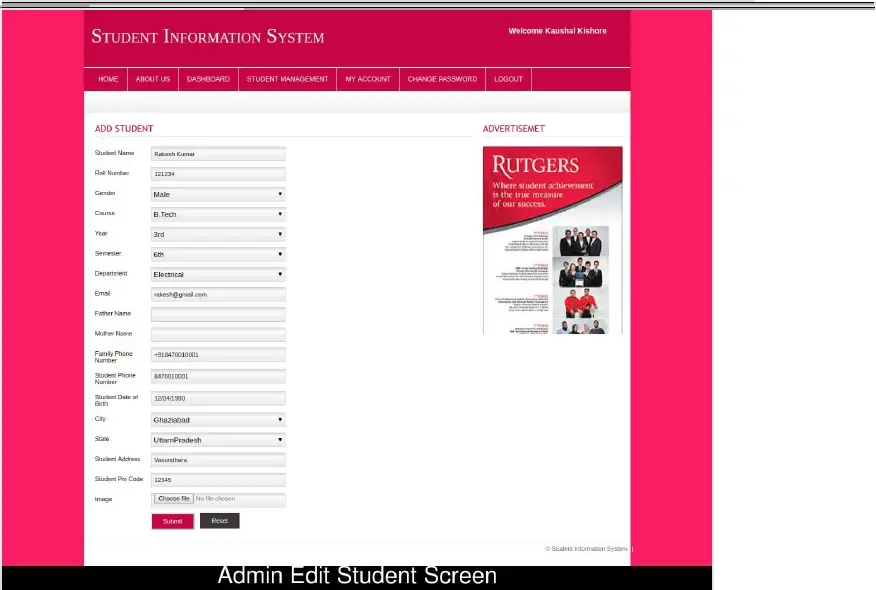 STUDENT INFORMATION SYSTEM
Welcome Kaushal Kishore
HOME ABOUT US DASHBOARD STUDENT MANAGEMENT MY ACCOUNT CHANGE PASSWORD LOGOUT
ADD STUDENT
Student Name Rakesh Kumar
Roll Number 121234
Gender Male
Course B.Tech
Year 3rd
Semester 6th
Department Electrical
Email rakesh@gmail.com
Father Name
Mother Name
Family Phone
Number
+918470010001
Student Phone
Number
8470010001
Student Date of
Birth
12/04/1990
City Ghaziabad
State UttarnPradesh
Student Address Vasundhara
Student Pin Code 12345
Image Choose file No file chosen
Submit Reset
ADVERTISEMET
RUTGERS
Where student achievement
is the true measure
of our success.
© Student Information System |
Admin Edit Student Screen